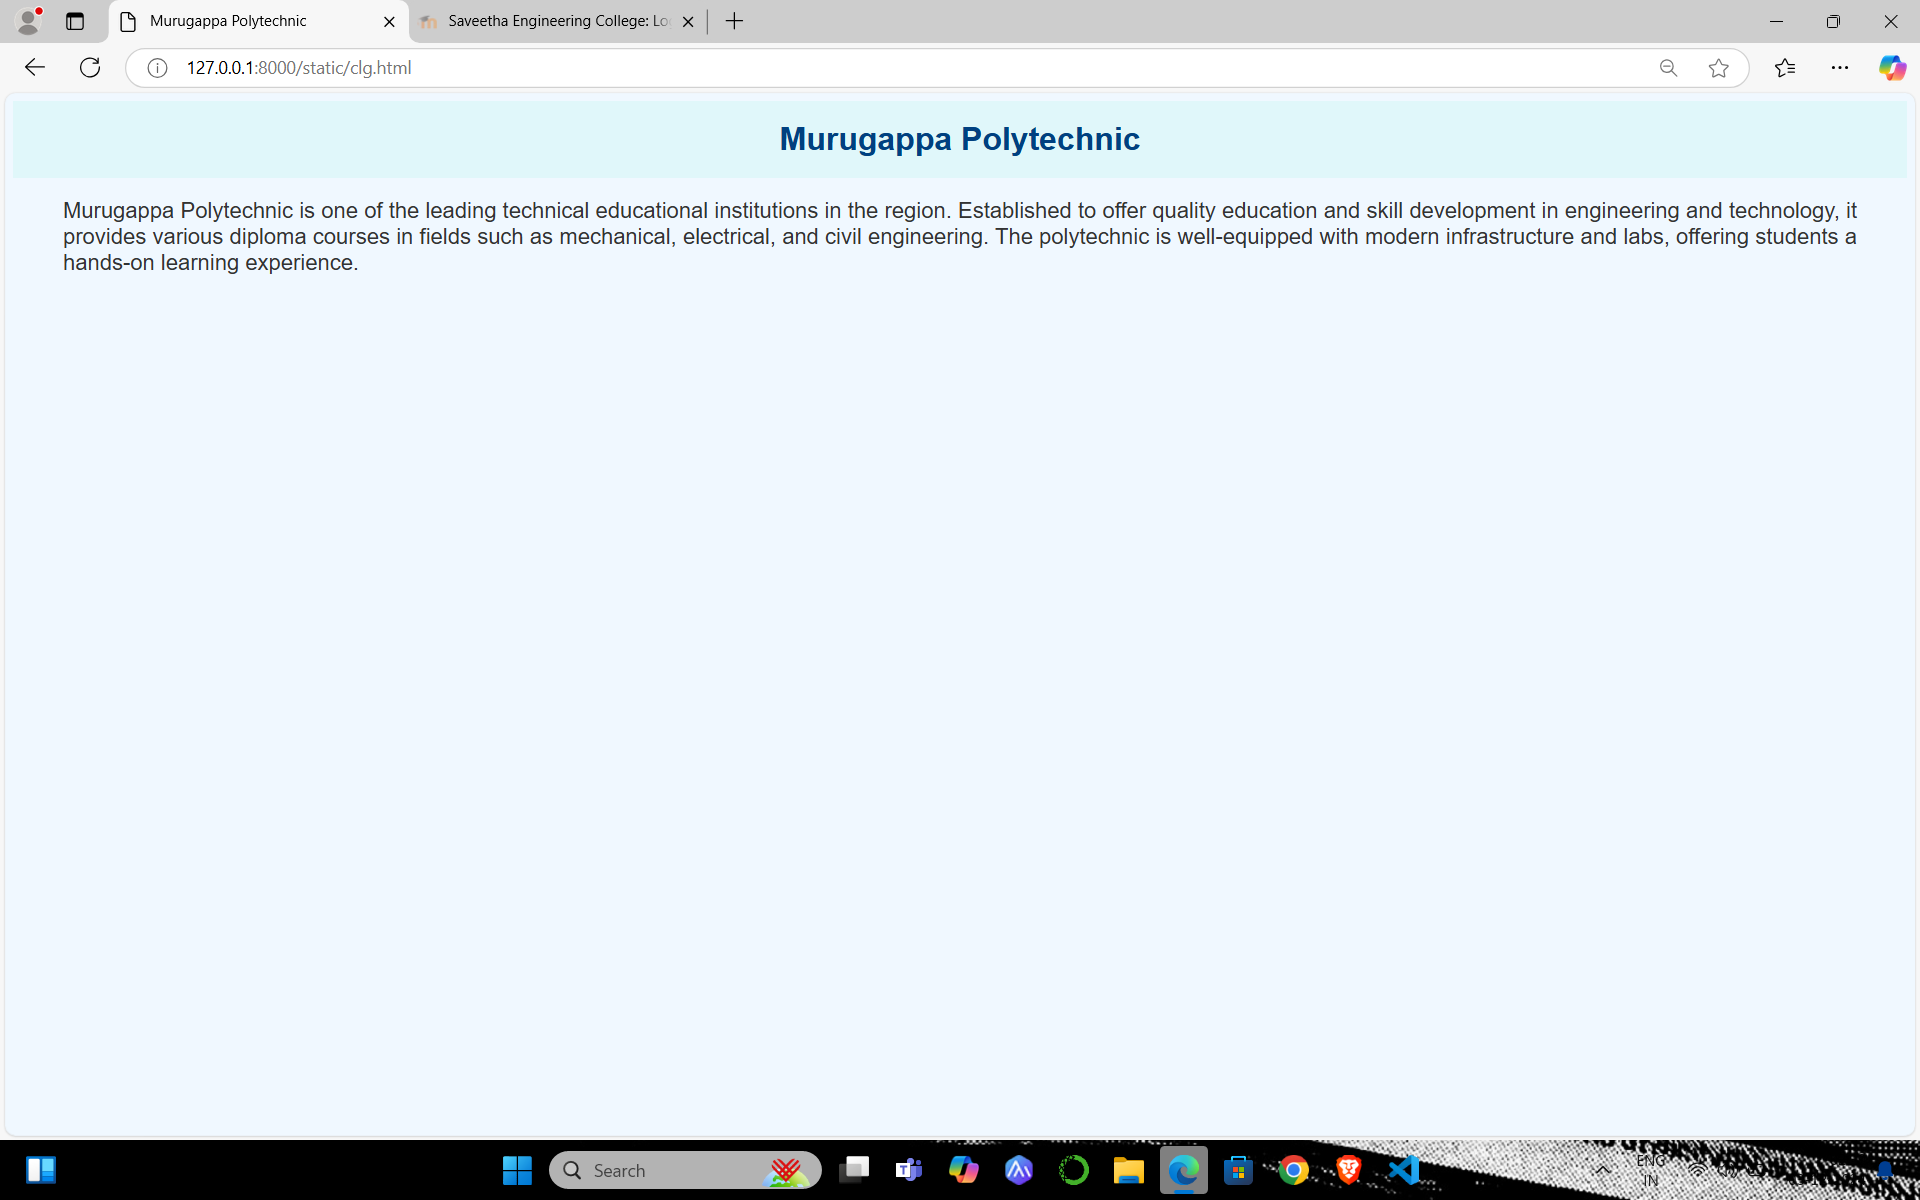 Murugappa Polytechnic
Saveetha Engineering College: Lo
127.0.0.1:8000/static/clg.html
Murugappa Polytechnic
Murugappa Polytechnic is one of the leading technical educational institutions in the region. Established to offer quality education and skill development in engineering and technology, it
provides various diploma courses in fields such as mechanical, electrical, and civil engineering. The polytechnic is well-equipped with modern infrastructure and labs, offering students a
hands-on learning experience.
Search
ENG
IN